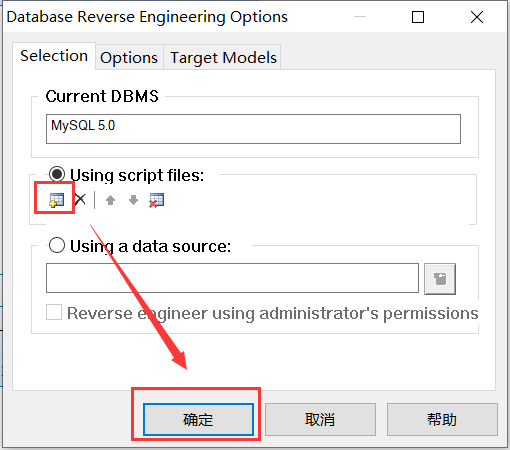 Database Reverse Engineering Options
Selection Options Target Models
Current DBMS
MySQL 5.0
Using script files:
Using a data source:
Reverse engineer using administrator's permissions
确定 取消 帮助